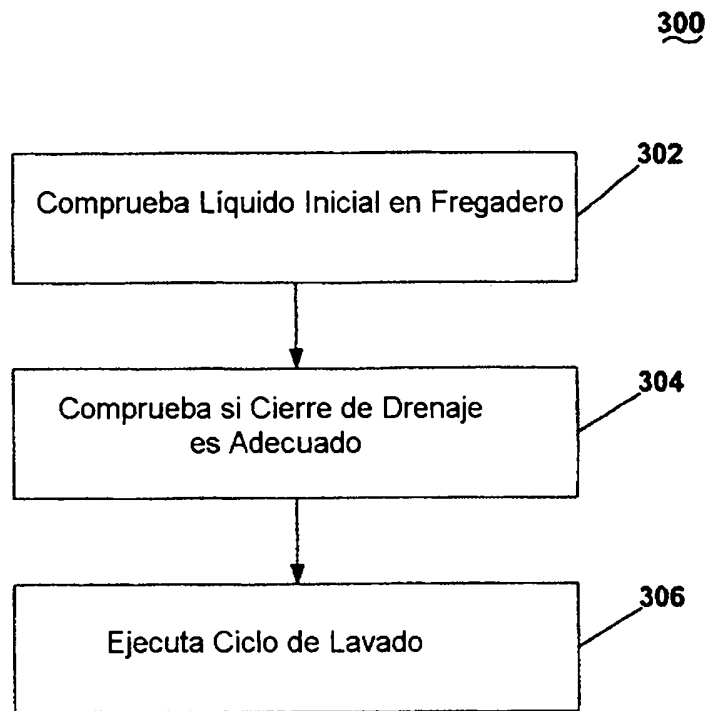 300
302
Comprueba Líquido Inicial en Fregadero
304
Comprueba si Cierre de Drenaje
es Adecuado
306
Ejecuta Ciclo de Lavado